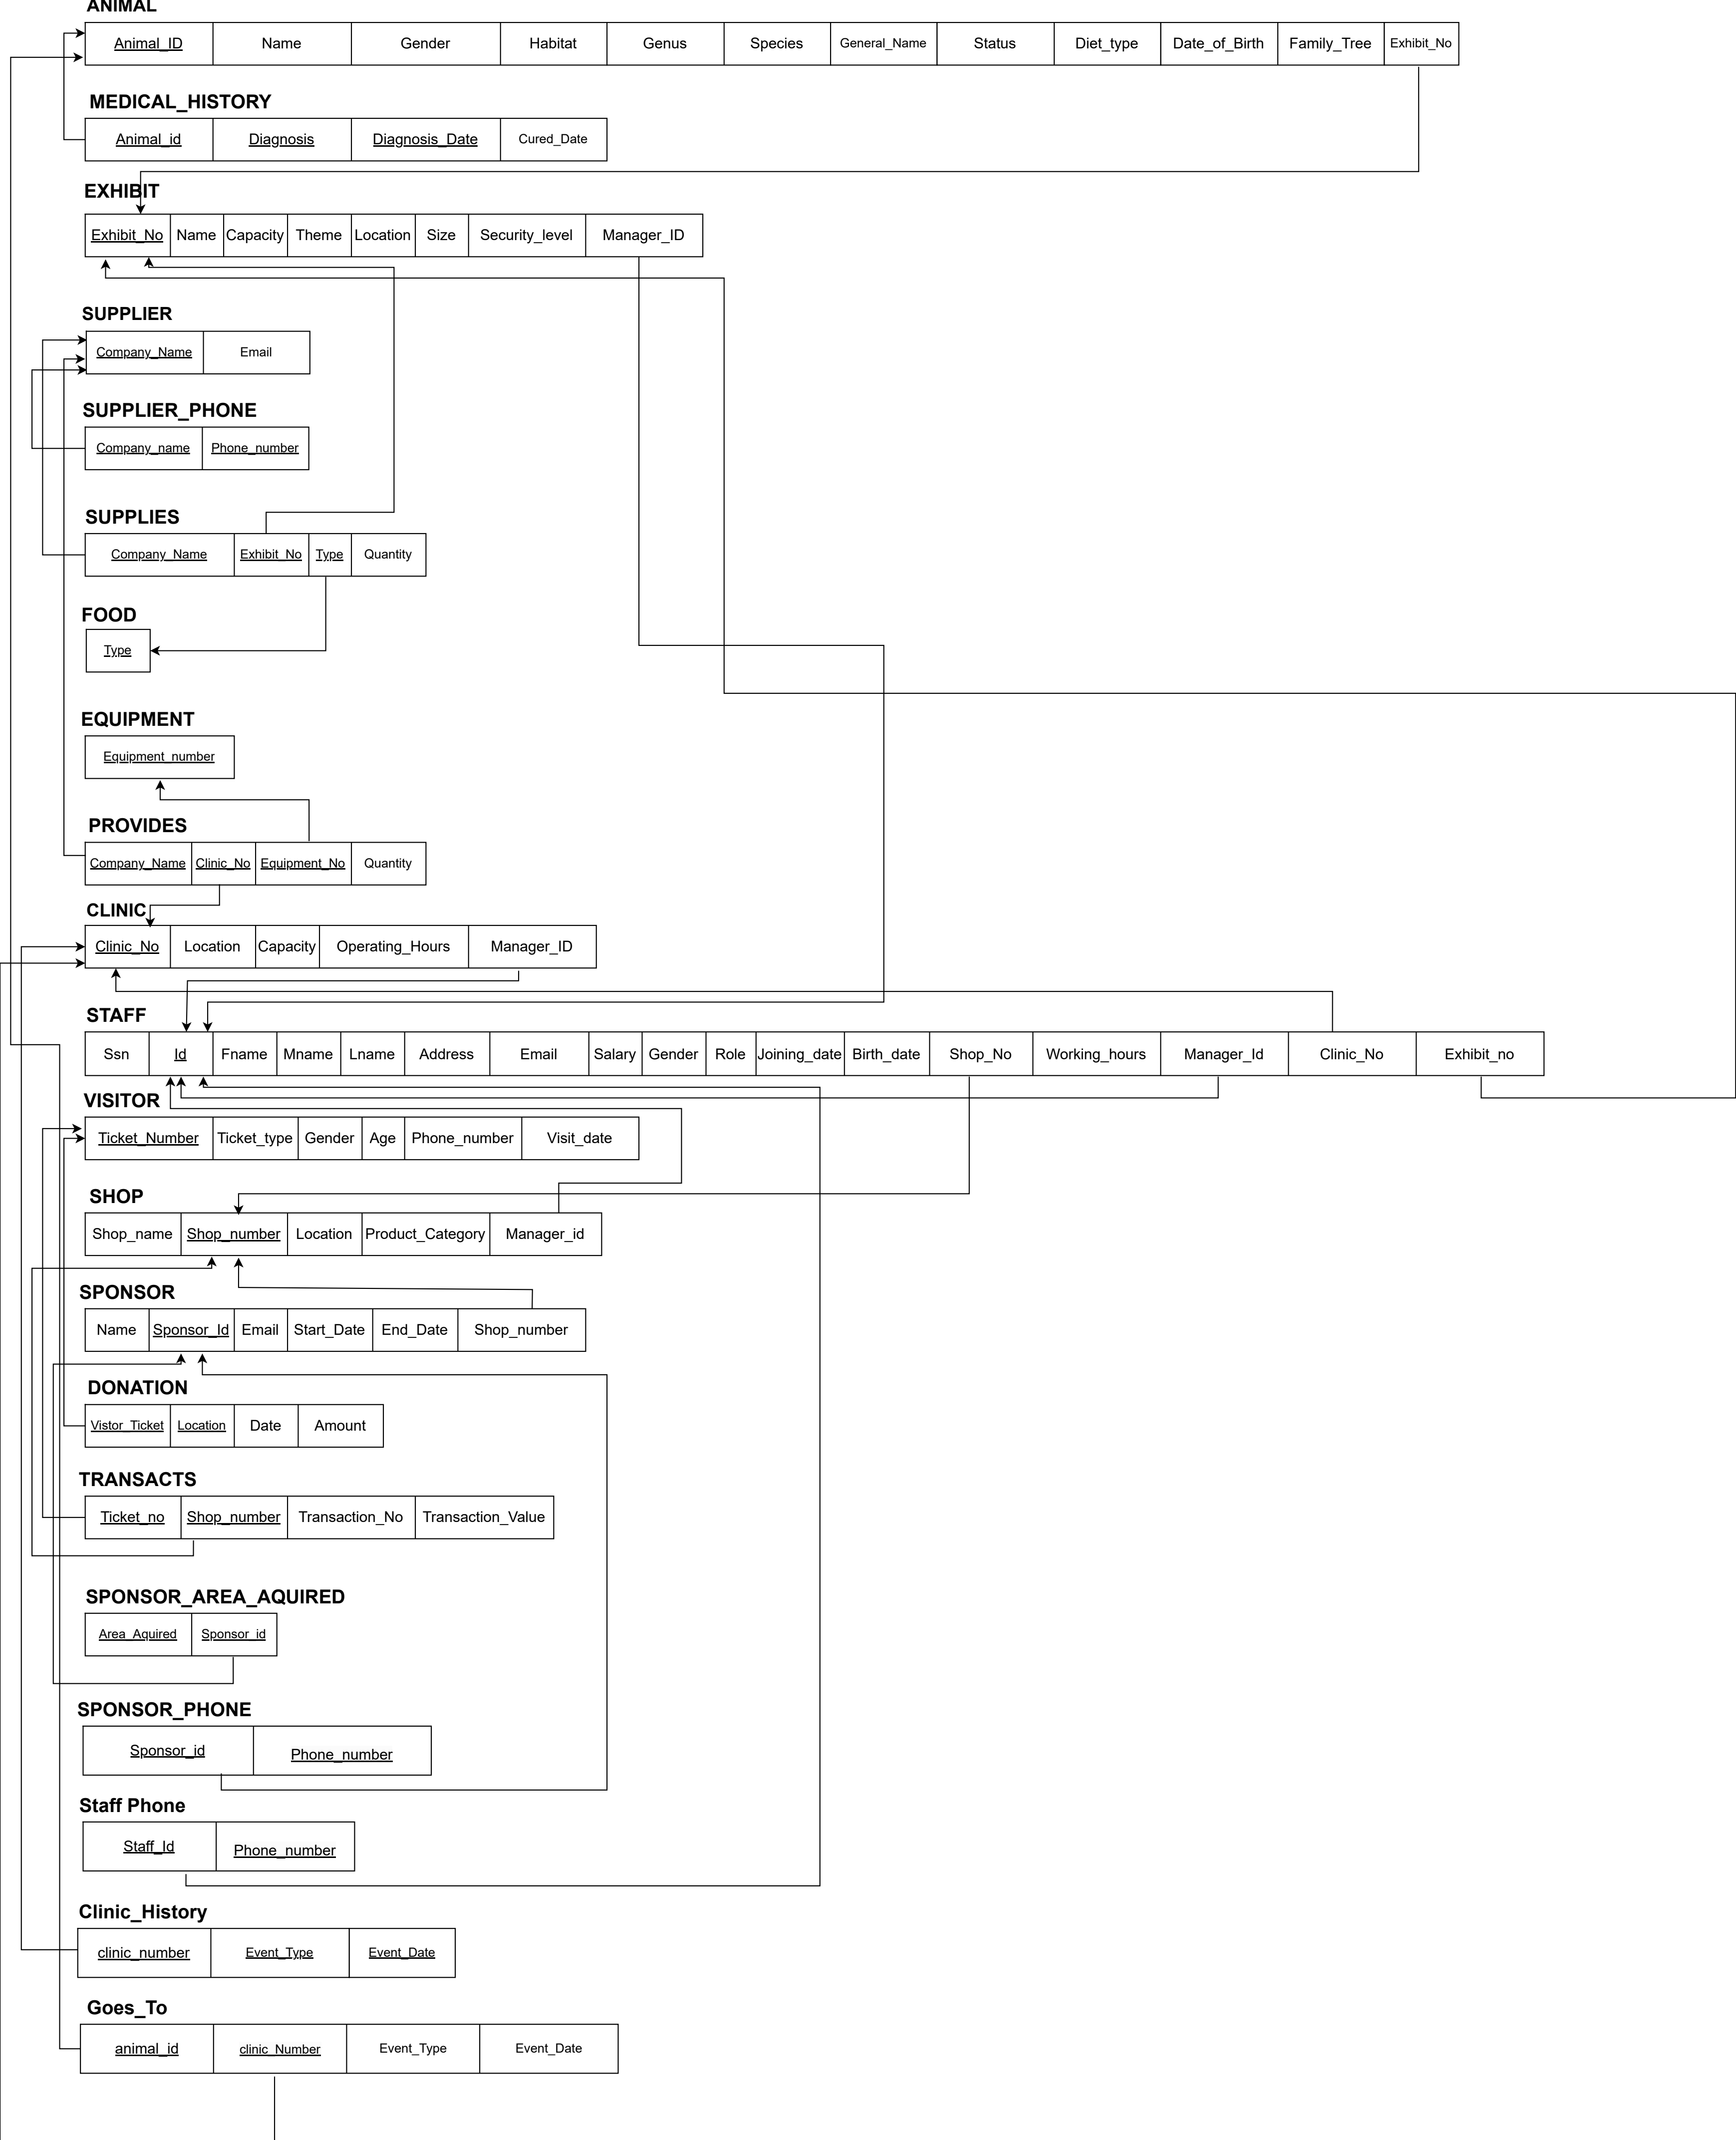 ANIMAL
Animal_ID Name Gender Habitat Genus Species General_Name Status Diet_type Date_of_Birth Family_Tree Exhibit_No
MEDICAL_HISTORY
Animal_id Diagnosis Diagnosis_Date Cured_Date
EXHIBIT
Exhibit_No Name Capacity Theme Location Size Security_level Manager_ID
SUPPLIER
Company_Name Email
SUPPLIER_PHONE
Company_name Phone_number
SUPPLIES
Company_Name Exhibit_No Type Quantity
FOOD
Type
EQUIPMENT
Equipment_number
PROVIDES
Company_Name Clinic_No Equipment_No Quantity
CLINIC
Clinic_No Location Capacity Operating_Hours Manager_ID
STAFF
Ssn Id Fname Mname Lname Address Email Salary Gender Role Joining_date Birth_date Shop_No Working_hours Manager_Id Clinic_No Exhibit_no
VISITOR
Ticket_Number Ticket_type Gender Age Phone_number Visit_date
SHOP
Shop_name Shop_number Location Product_Category Manager_id
SPONSOR
Name Sponsor_Id Email Start_Date End_Date Shop_number
DONATION
Vistor_Ticket Location Date Amount
TRANSACTS
Ticket_no Shop_number Transaction_No Transaction_Value
SPONSOR_AREA_AQUIRED
Area_Aquired Sponsor_id
SPONSOR_PHONE
Sponsor_id Phone_number
Staff Phone
Staff_Id Phone_number
Clinic_History
clinic_number Event_Type Event_Date
Goes_To
animal_id clinic_Number Event_Type Event_Date